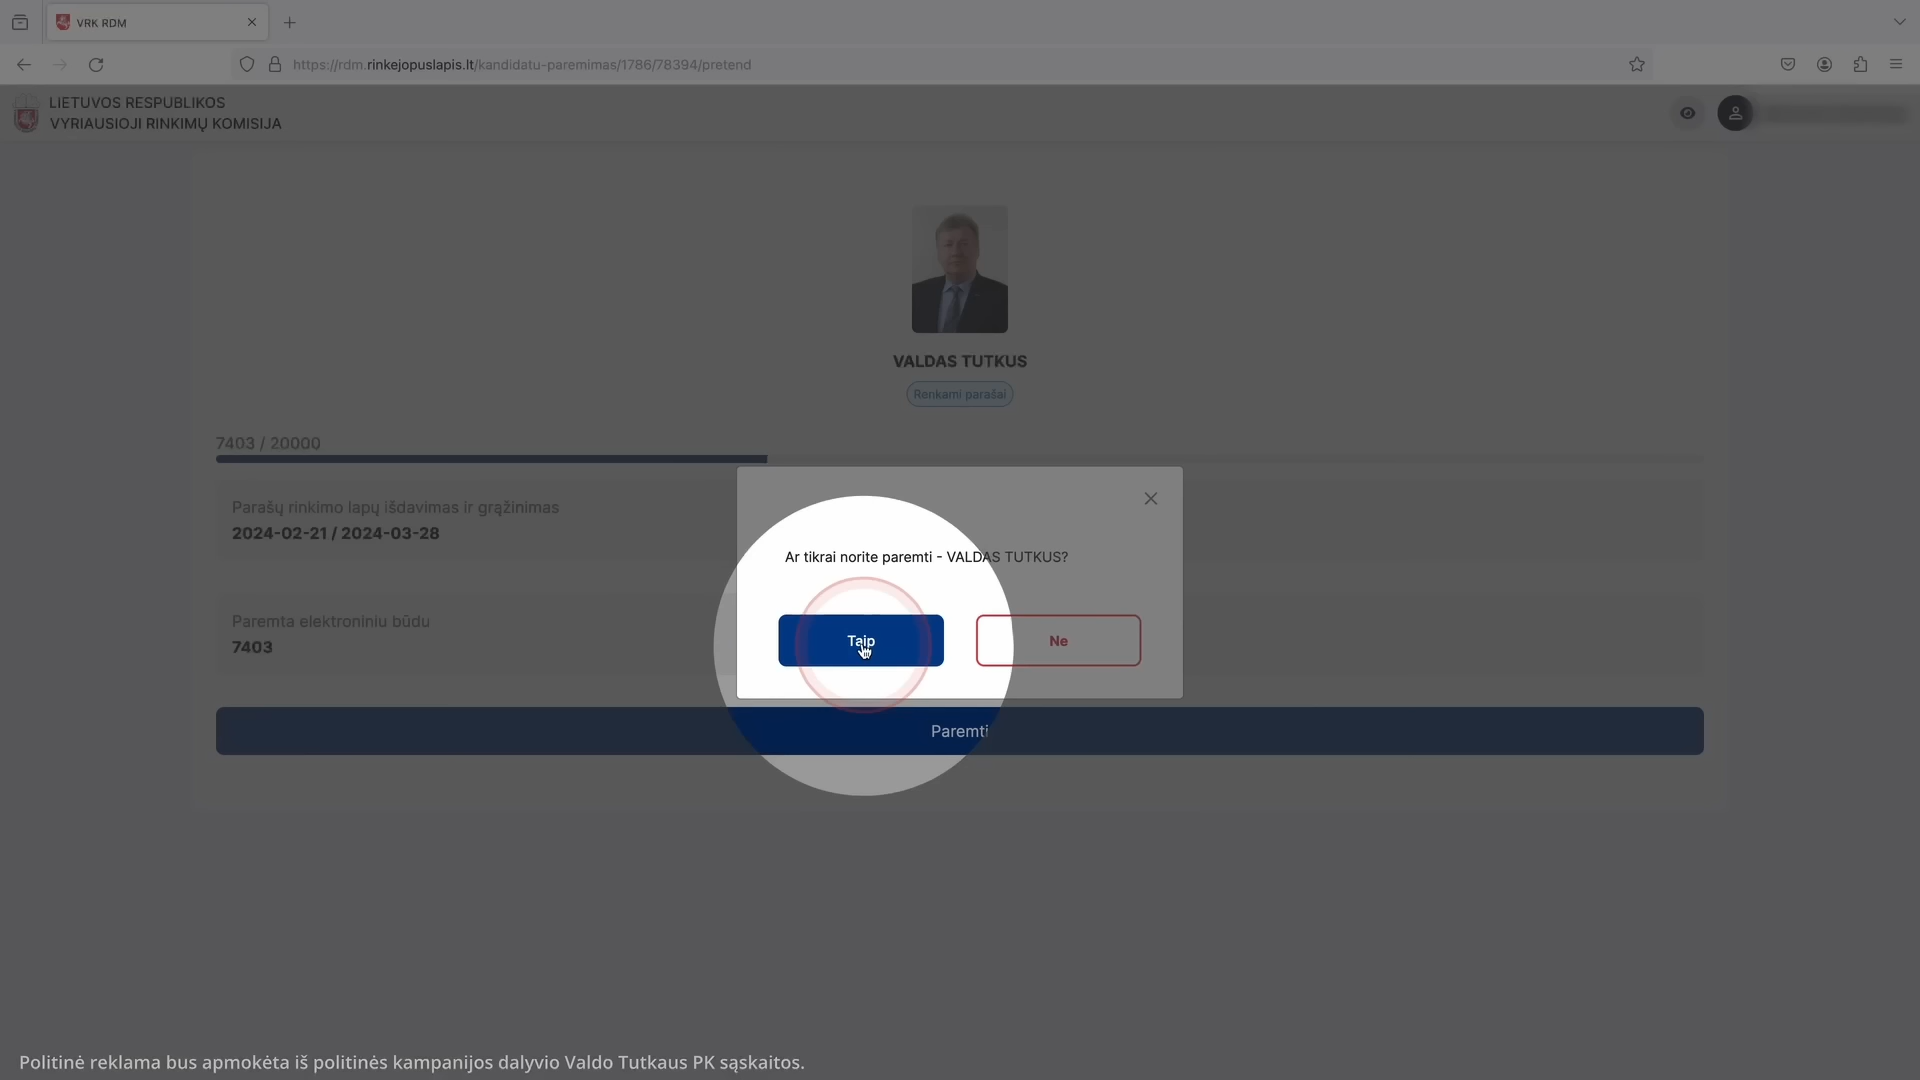 VRK RDM
https://rdm.rinkejopuslapis.lt/kandidatu-paremimas/1786/78394/pretend
LIETUVOS RESPUBLIKOS
VYRIAUSIOJI RINKIMŲ KOMISIJA
VALDAS TUTKUS
Renkami parašai
7403 / 20000
Parašų rinkimo lapų išdavimas ir grąžinimas
2024-02-21 / 2024-03-28
Ar tikrai norite paremti - VALDAS TUTKUS?
Paremta elektroniniu būdu
7403
Taip
Ne
Paremti
Politinė reklama bus apmokėta iš politinės kampanijos dalyvio Valdo Tutkaus PK sąskaitos.